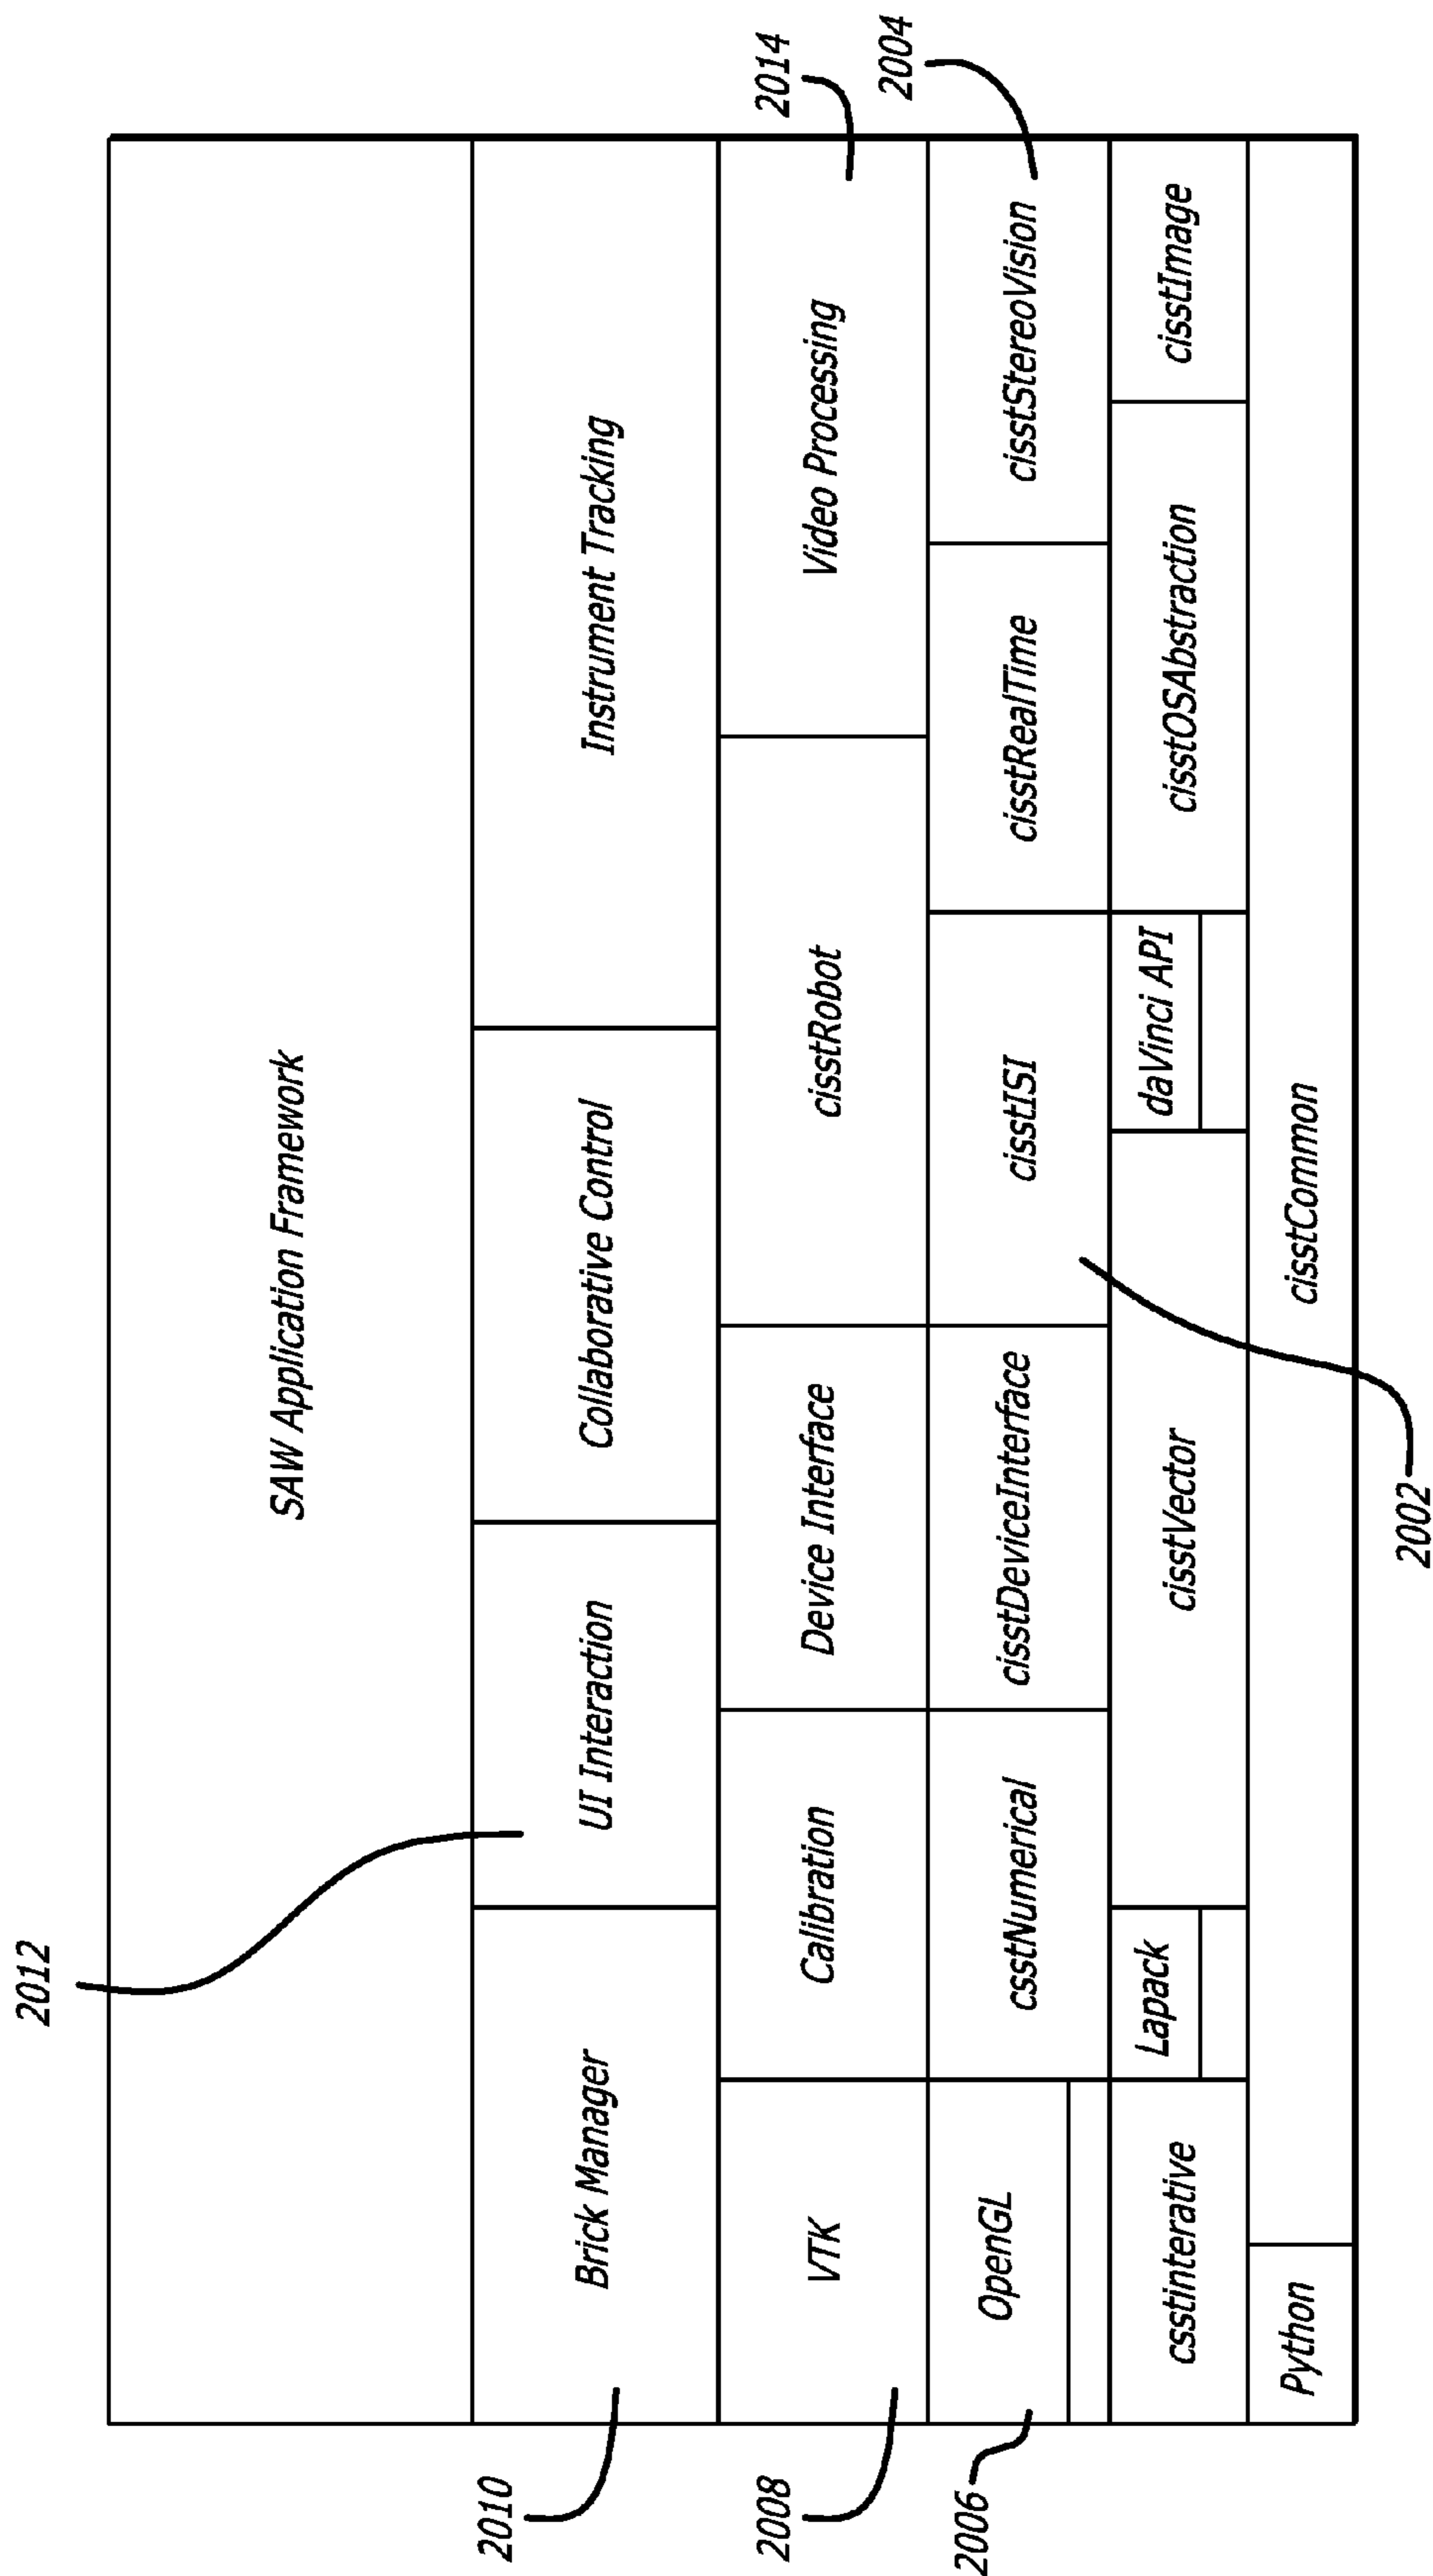 2012
SAW Application Framework
2010
Brick Manager
UI Interaction
Collaborative Control
Instrument Tracking
2014
2008
VTK
Calibration
Device Interface
cisstRobot
Video Processing
2004
2006
OpenGL
csstNumerical
cisstDeviceInterface
cisstISI
cisstRealTime
cisstStereoVision
csstinterative
Lapack
cisstVector
daVinci API
cisstOSAbstraction
cisstImage
Python
cisstCommon
2002